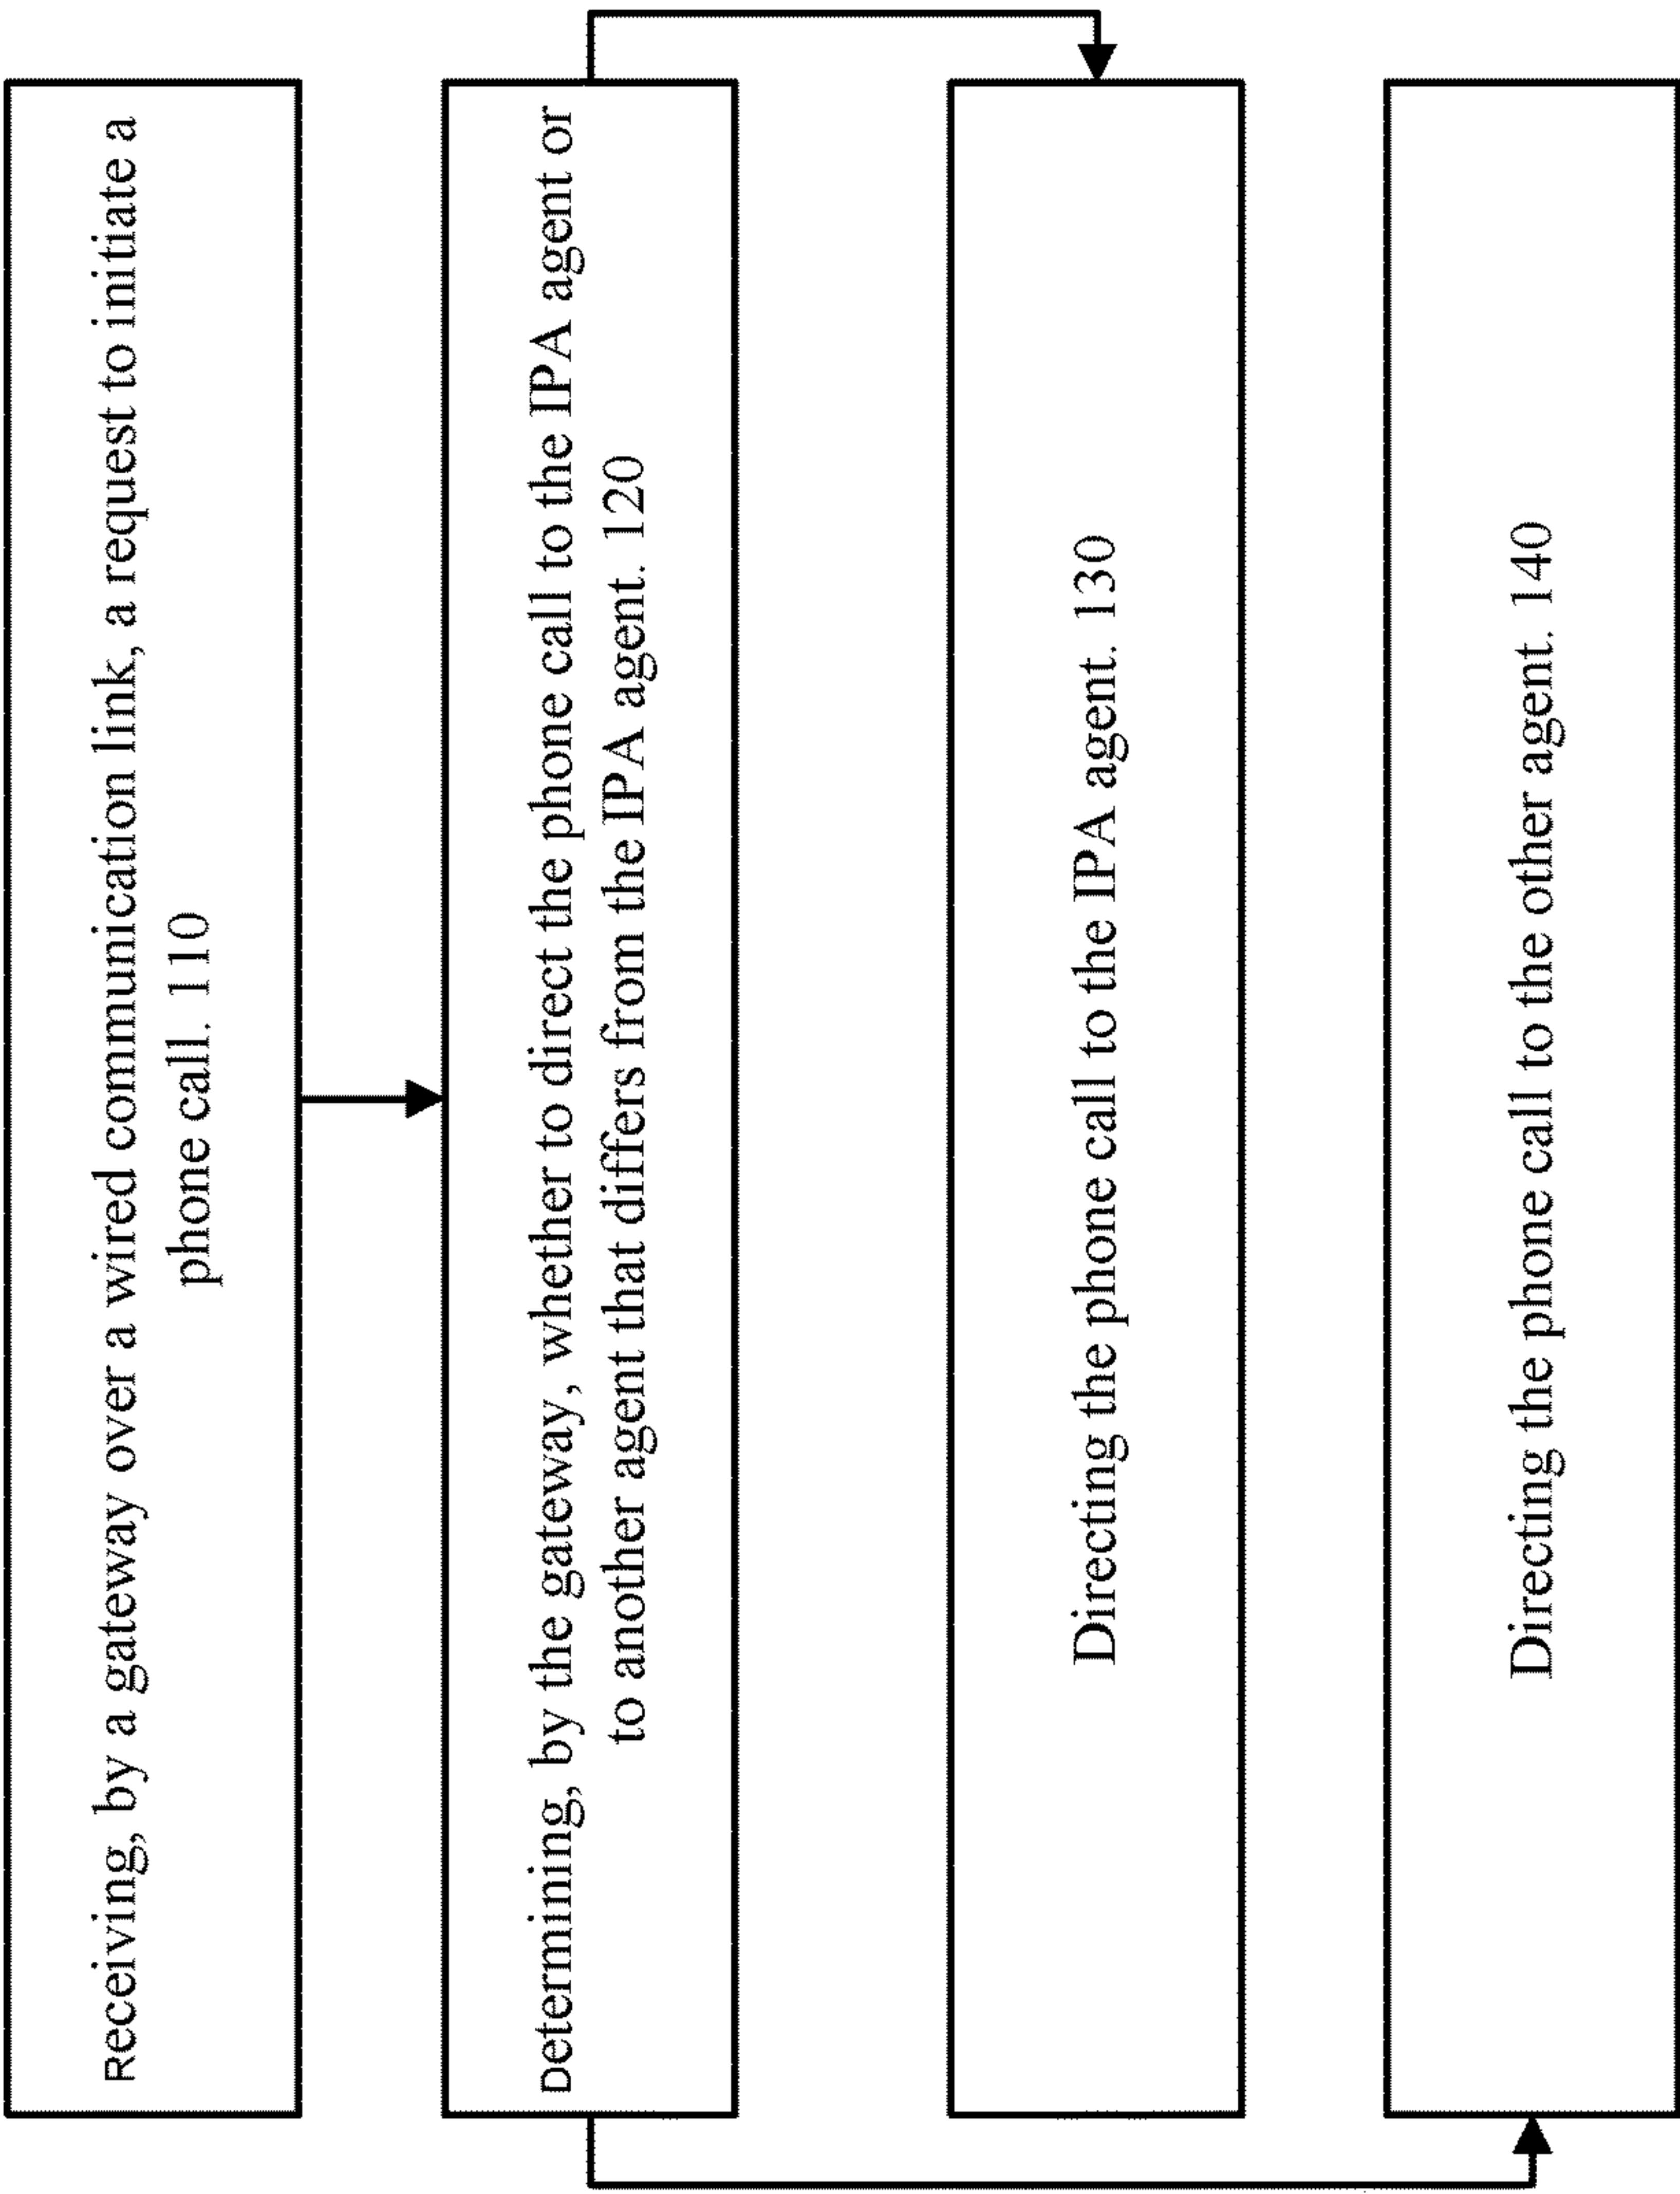 Receiving, by a gateway over a wired communication link, a request to initiate a
phone call. 110
Determining, by the gateway, whether to direct the phone call to the IPA agent or
to another agent that differs from the IPA agent. 120
Directing the phone call to the IPA agent. 130
Directing the phone call to the other agent. 140